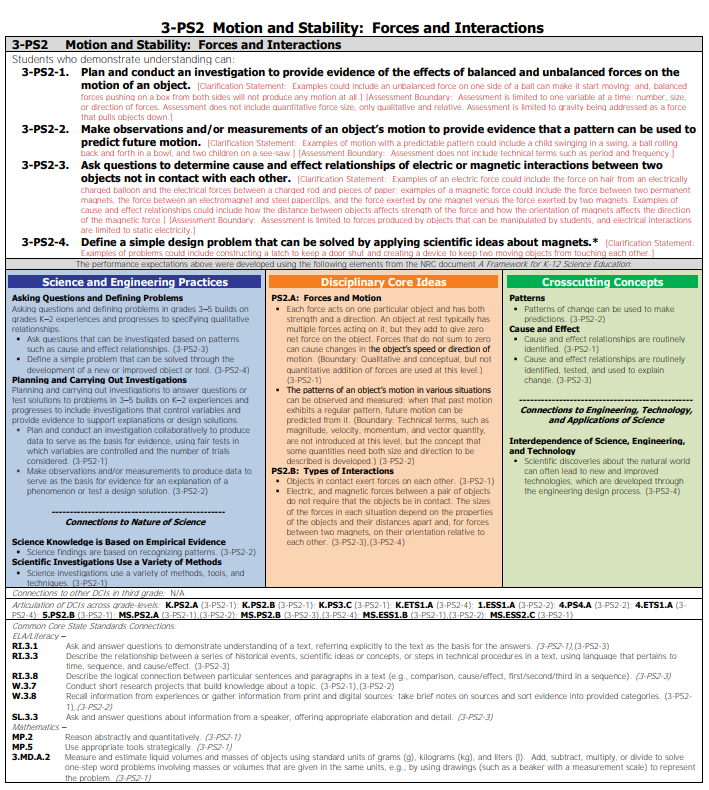 3-PS2 Motion and Stability: Forces and Interactions
3-PS2 Motion and Stability: Forces and Interactions
Students who demonstrate understanding can:
3-PS2-1. Plan and conduct an investigation to provide evidence of the effects of balanced and unbalanced forces on the
motion of an object. [Clarification Statement: Examples could include an unbalanced force on one side of a ball can make it start moving; and, balanced
forces pushing on a box from both sides will not produce any motion at all.] [Assessment Boundary: Assessment is limited to one variable at a time: number, size,
or direction of forces. Assessment does not include quantitative force size, only qualitative and relative. Assessment is limited to gravity being addressed as a force
that pulls objects down.]
3-PS2-2. Make observations and/or measurements of an object's motion to provide evidence that a pattern can be used to
predict future motion. [Clarification Statement: Examples of motion with a predictable pattern could include a child swinging in a swing, a ball rolling
back and forth in a bowl, and two children on a see-saw.] [Assessment Boundary: Assessment does not include technical terms such as period and frequency.]
3-PS2-3. Ask questions to determine cause and effect relationships of electric or magnetic interactions between two
objects not in contact with each other. [Clarification Statement: Examples of an electric force could include the force on hair from an electrically
charged balloon and the electrical forces between a charged rod and pieces of paper; examples of a magnetic force could include the force between two permanent
magnets, the force between an electromagnet and steel paperclips, and the force exerted by one magnet versus the force exerted by two magnets. Examples of
cause and effect relationships could include how the distance between objects affects strength of the force and how the orientation of magnets affects the direction
of the magnetic force.] [Assessment Boundary: Assessment is limited to forces produced by objects that can be manipulated by students, and electrical interactions
are limited to static electricity.]
3-PS2-4. Define a simple design problem that can be solved by applying scientific ideas about magnets.* [Clarification Statement:
Examples of problems could include constructing a latch to keep a door shut and creating a device to keep two moving objects from touching each other.]
The performance expectations above were developed using the following elements from the NRC document A Framework for K-12 Science Education:
Science and Engineering Practices
Asking Questions and Defining Problems
Asking questions and defining problems in grades 3–5 builds on
grades K–2 experiences and progresses to specifying qualitative
relationships.
▪ Ask questions that can be investigated based on patterns
such as cause and effect relationships. (3-PS2-3)
▪ Define a simple problem that can be solved through the
development of a new or improved object or tool. (3-PS2-4)
Planning and Carrying Out Investigations
Planning and carrying out investigations to answer questions or
test solutions to problems in 3–5 builds on K–2 experiences and
progresses to include investigations that control variables and
provide evidence to support explanations or design solutions.
▪ Plan and conduct an investigation collaboratively to produce
data to serve as the basis for evidence, using fair tests in
which variables are controlled and the number of trials
considered. (3-PS2-1)
▪ Make observations and/or measurements to produce data to
serve as the basis for evidence for an explanation of a
phenomenon or test a design solution. (3-PS2-2)
Connections to Nature of Science
Science Knowledge is Based on Empirical Evidence
▪ Science findings are based on recognizing patterns. (3-PS2-2)
Scientific Investigations Use a Variety of Methods
▪ Science investigations use a variety of methods, tools, and
techniques. (3-PS2-1)
Disciplinary Core Ideas
PS2.A: Forces and Motion
▪ Each force acts on one particular object and has both
strength and a direction. An object at rest typically has
multiple forces acting on it, but they add to give zero
net force on the object. Forces that do not sum to zero
can cause changes in the object's speed or direction of
motion. (Boundary: Qualitative and conceptual, but not
quantitative addition of forces are used at this level.)
(3-PS2-1)
▪ The patterns of an object's motion in various situations
can be observed and measured; when that past motion
exhibits a regular pattern, future motion can be
predicted from it. (Boundary: Technical terms, such as
magnitude, velocity, momentum, and vector quantity,
are not introduced at this level, but the concept that
some quantities need both size and direction to be
described is developed.) (3-PS2-2)
PS2.B: Types of Interactions
▪ Objects in contact exert forces on each other. (3-PS2-1)
▪ Electric, and magnetic forces between a pair of objects
do not require that the objects be in contact. The sizes
of the forces in each situation depend on the properties
of the objects and their distances apart and, for forces
between two magnets, on their orientation relative to
each other. (3-PS2-3),(3-PS2-4)
Crosscutting Concepts
Patterns
▪ Patterns of change can be used to make
predictions. (3-PS2-2)
Cause and Effect
▪ Cause and effect relationships are routinely
identified. (3-PS2-1)
▪ Cause and effect relationships are routinely
identified, tested, and used to explain
change. (3-PS2-3)
Connections to Engineering, Technology,
and Applications of Science
Interdependence of Science, Engineering,
and Technology
▪ Scientific discoveries about the natural world
can often lead to new and improved
technologies, which are developed through
the engineering design process. (3-PS2-4)
Connections to other DCIs in third grade: N/A
Articulation of DCIs across grade-levels: K.PS2.A (3-PS2-1); K.PS2.B (3-PS2-1); K.PS3.C (3-PS2-1); K.ETS1.A (3-PS2-4); 1.ESS1.A (3-PS2-2); 4.PS4.A (3-PS2-2); 4.ETS1.A (3-
PS2-4); 5.PS2.B (3-PS2-1); MS.PS2.A (3-PS2-1),(3-PS2-2); MS.PS2.B (3-PS2-3),(3-PS2-4); MS.ESS1.B (3-PS2-1),(3-PS2-2); MS.ESS2.C (3-PS2-1)
Common Core State Standards Connections:
ELA/Literacy –
RI.3.1 Ask and answer questions to demonstrate understanding of a text, referring explicitly to the text as the basis for the answers. (3-PS2-1),(3-PS2-3)
RI.3.3 Describe the relationship between a series of historical events, scientific ideas or concepts, or steps in technical procedures in a text, using language that pertains to
time, sequence, and cause/effect. (3-PS2-3)
RI.3.8 Describe the logical connection between particular sentences and paragraphs in a text (e.g., comparison, cause/effect, first/second/third in a sequence). (3-PS2-3)
W.3.7 Conduct short research projects that build knowledge about a topic. (3-PS2-1),(3-PS2-2)
W.3.8 Recall information from experiences or gather information from print and digital sources; take brief notes on sources and sort evidence into provided categories. (3-PS2-
1),(3-PS2-2)
SL.3.3 Ask and answer questions about information from a speaker, offering appropriate elaboration and detail. (3-PS2-3)
Mathematics –
MP.2 Reason abstractly and quantitatively. (3-PS2-1)
MP.5 Use appropriate tools strategically. (3-PS2-1)
3.MD.A.2 Measure and estimate liquid volumes and masses of objects using standard units of grams (g), kilograms (kg), and liters (l). Add, subtract, multiply, or divide to solve
one-step word problems involving masses or volumes that are given in the same units, e.g., by using drawings (such as a beaker with a measurement scale) to represent
the problem. (3-PS2-1)